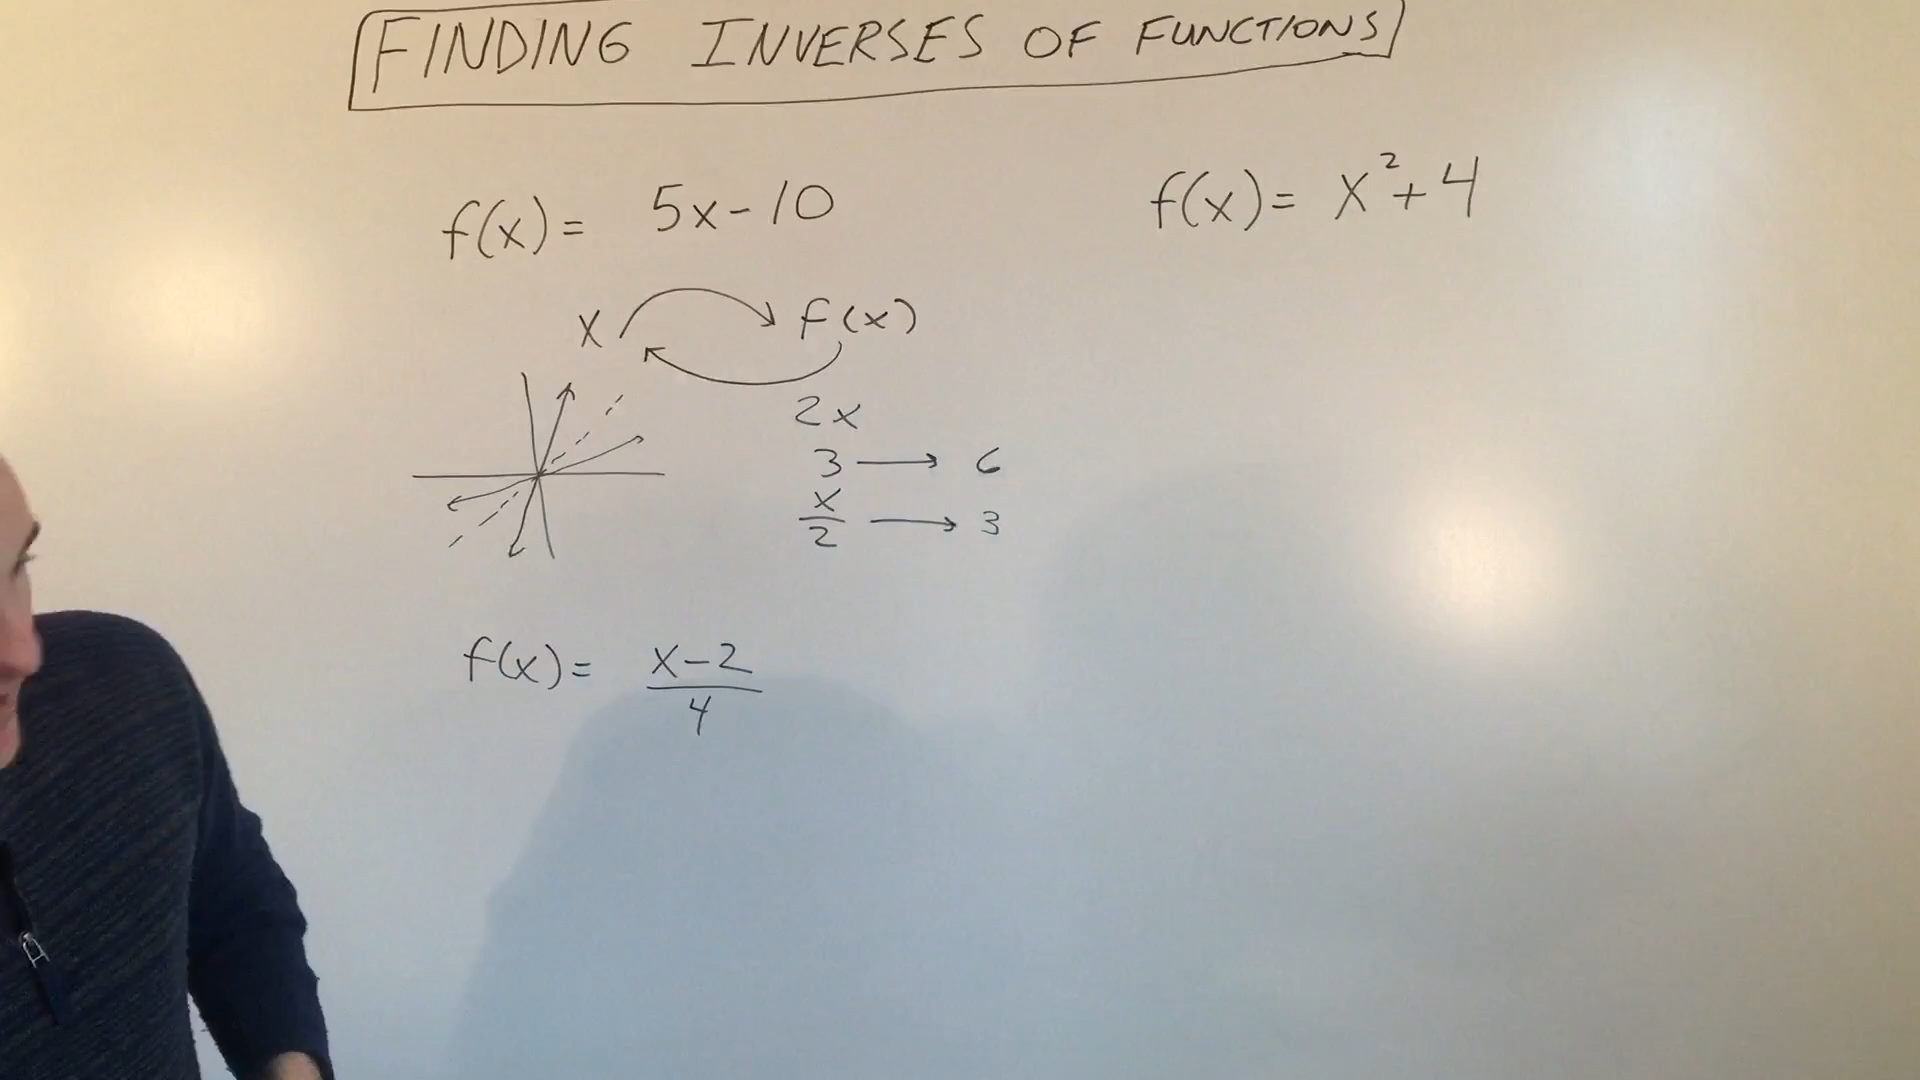 FINDING INVERSES OF FUNCTIONS
f(x) = 5x-10
x f(x)
2x
3 → 6
x/2 → 3
f(x) = (x-2)/4
f(x) = x²+4